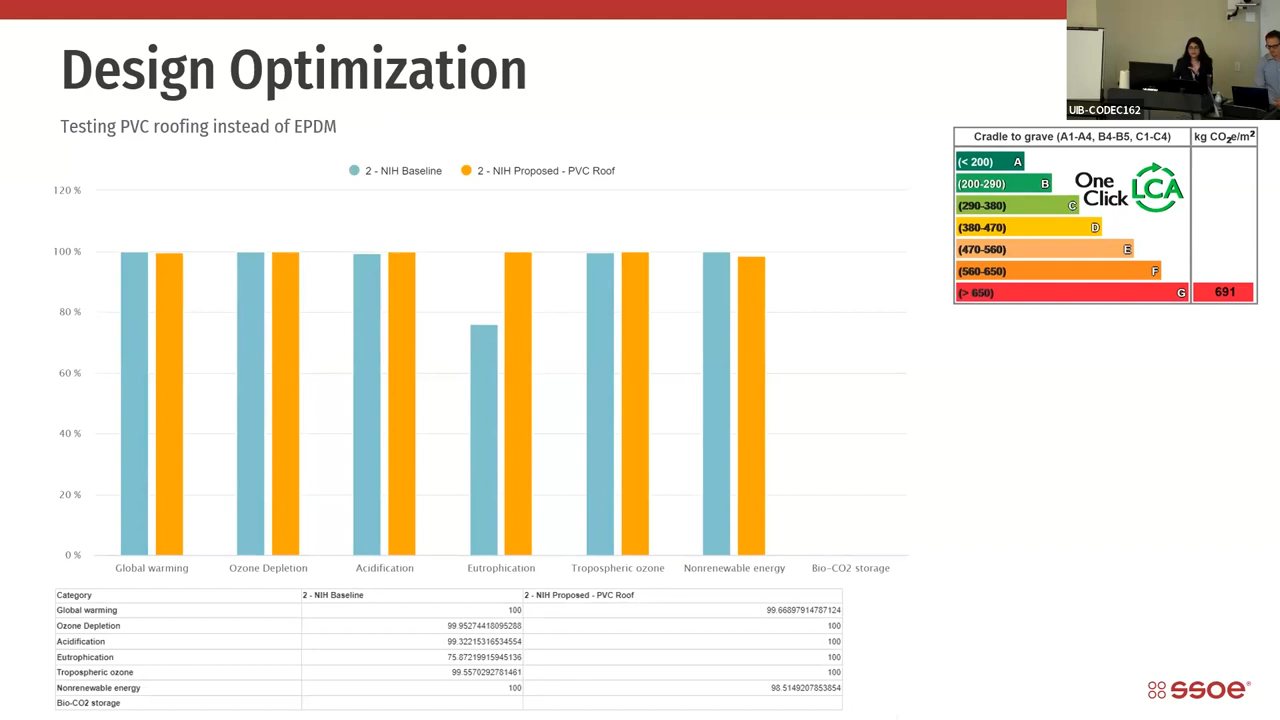 Design Optimization
Testing PVC roofing instead of EPDM
UIB-CODEC162
Cradle to grave (A1-A4, B4-B5, C1-C4) kg CO₂e/m²
(< 200) A
(200-290) B
(290-380) C
(380-470) D
(470-560) E
(560-650) F
(> 650) G 691
One Click LCA
2 - NIH Baseline 2 - NIH Proposed - PVC Roof
120 %
100 %
80 %
60 %
40 %
20 %
0 %
Global warming Ozone Depletion Acidification Eutrophication Tropospheric ozone Nonrenewable energy Bio-CO2 storage
Category 2 - NIH Baseline 2 - NIH Proposed - PVC Roof
Global warming 100 99.66897914787124
Ozone Depletion 99.95274418095288 100
Acidification 99.32215316534554 100
Eutrophication 75.87219915945136 100
Tropospheric ozone 99.5570292781461 100
Nonrenewable energy 100 98.5149207853854
Bio-CO2 storage
ssoe®